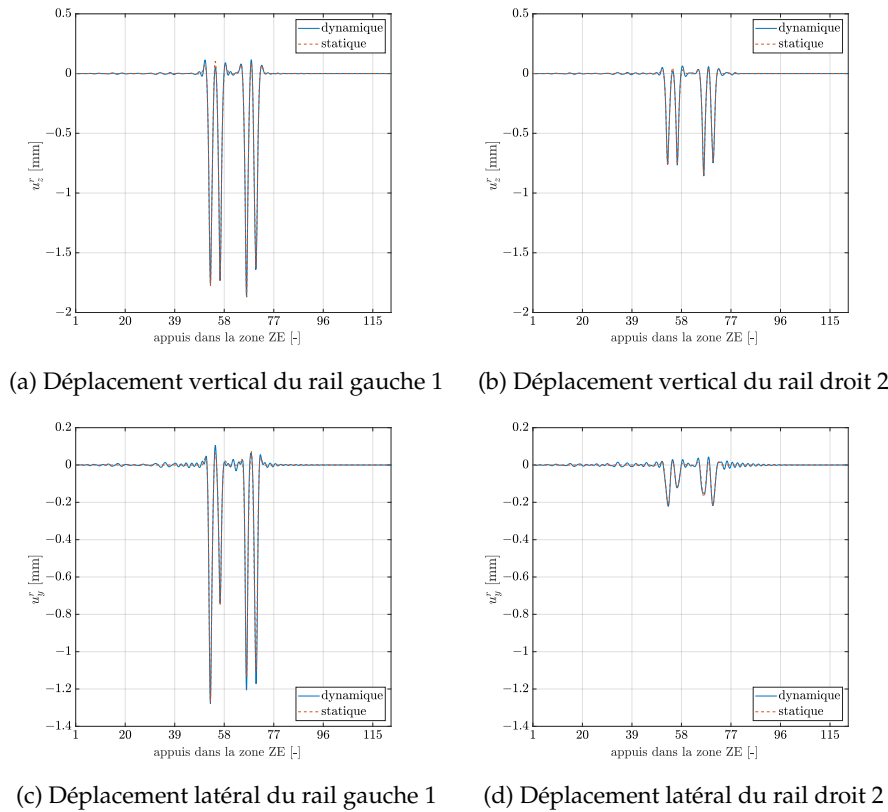 0.5
0
−0.5
−1
−1.5
−2
u_z^r [mm]
dynamique
statique
1 20 39 58 77 96 115
appuis dans la zone ZE [-]
(a) Déplacement vertical du rail gauche 1
0.5
0
−0.5
−1
−1.5
−2
u_z^r [mm]
dynamique
statique
1 20 39 58 77 96 115
appuis dans la zone ZE [-]
(b) Déplacement vertical du rail droit 2
0.2
0
−0.2
−0.4
−0.6
−0.8
−1
−1.2
−1.4
u_y^r [mm]
dynamique
statique
1 20 39 58 77 96 115
appuis dans la zone ZE [-]
(c) Déplacement latéral du rail gauche 1
0.2
0
−0.2
−0.4
−0.6
−0.8
−1
−1.2
−1.4
u_y^r [mm]
dynamique
statique
1 20 39 58 77 96 115
appuis dans la zone ZE [-]
(d) Déplacement latéral du rail droit 2